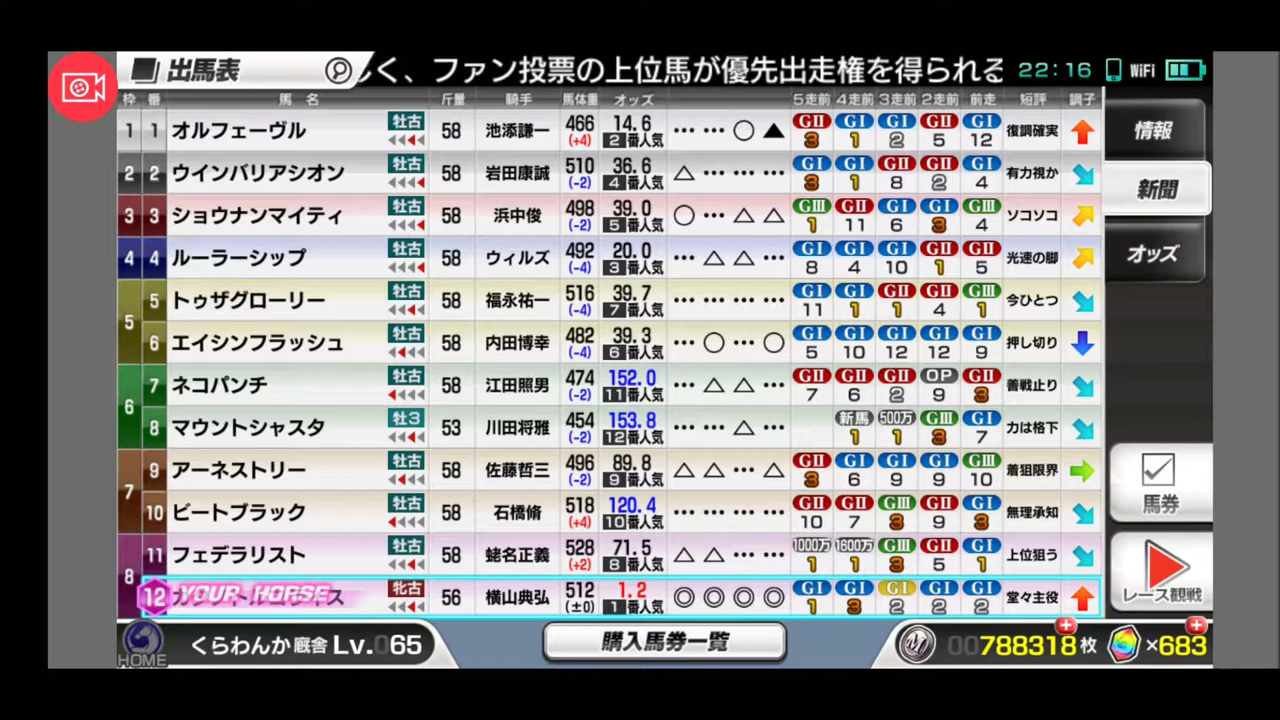 出馬表
く、ファン投票の上位馬が優先出走権を得られる
22:16 WiFi
枠 番 馬名 斤量 騎手 馬体重 オッズ 5走前 4走前 3走前 2走前 前走 短評 調子
1 1 オルフェーヴル 牡古 58 池添謙一 466 (+4) 14.6 2番人気 … … ○ ▲ GII 3 GI 1 GI 2 GII 5 GI 12 復調確実
2 2 ウインバリアシオン 牡古 58 岩田康誠 510 (-2) 36.6 4番人気 △ … … … GI 3 GI 1 GII 8 GII 2 GI 4 有力視か
3 3 ショウナンマイティ 牡古 58 浜中俊 498 (-2) 39.0 5番人気 ○ … △ △ GIII 1 GII 11 GI 6 GI 3 GIII 4 ソコソコ
4 4 ルーラーシップ 牡古 58 ウィルズ 492 (-4) 20.0 3番人気 … △ △ … GI 8 GI 4 GI 10 GII 1 GII 5 光速の脚
5 5 トゥザグローリー 牡古 58 福永祐一 516 (-4) 39.7 7番人気 … … … … GI 11 GI 1 GII 1 GII 4 GIII 1 今ひとつ
6 エイシンフラッシュ 牡古 58 内田博幸 482 (-4) 39.3 6番人気 … ○ … ○ GI 5 GI 10 GII 12 GI 12 GI 9 押し切り
6 7 ネコパンチ 牡古 58 江田照男 474 (-2) 152.0 11番人気 … △ △ … GII 7 GII 6 GII 2 OP 9 GII 3 善戦止り
8 マウントシャスタ 牡3 53 川田将雅 454 (-2) 153.8 12番人気 … … △ … 新馬 1 500万 1 GIII 3 GI 7 力は格下
7 9 アーネストリー 牡古 58 佐藤哲三 496 (-2) 89.8 9番人気 △ △ … △ GII 3 GI 6 GI 9 GI 9 GIII 10 着狙限界
10 ビートブラック 牡古 58 石橋脩 518 (+4) 120.4 10番人気 … … … … GII 10 GII 7 GIII 3 GII 9 GI 3 無理承知
8 11 フェデラリスト 牡古 58 蛯名正義 528 (+2) 71.5 8番人気 △ △ … … 1000万 1 1600万 1 GIII 3 GII 5 GI 1 上位狙う
12 YOUR HORSE 牝古 56 横山典弘 512 (±0) 1.2 1番人気 ◎ ◎ ◎ ◎ GI 1 GI 3 GI 2 GI 2 GI 2 堂々主役
情報
新聞
オッズ
馬券
レース観戦
HOME くらわんか厩舎 Lv.065
購入馬券一覧
00788318枚
×683